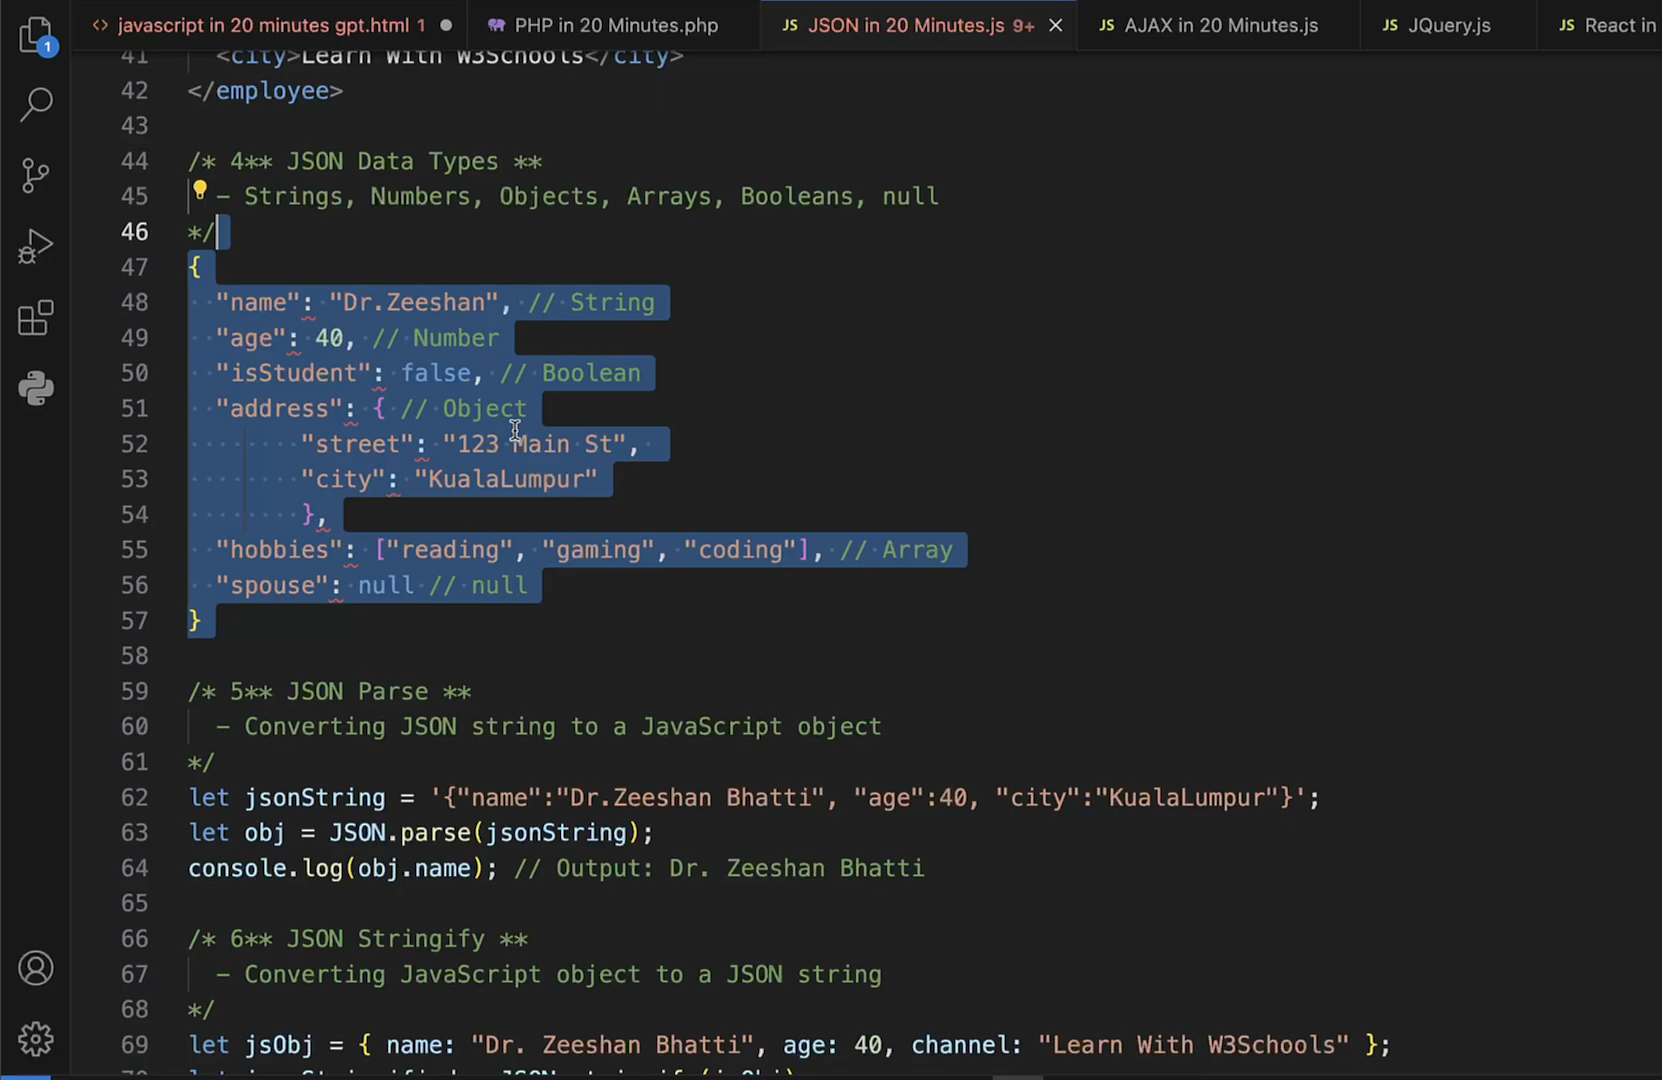 javascript in 20 minutes gpt.html 1
PHP in 20 Minutes.php
JS JSON in 20 Minutes.js 9+
JS AJAX in 20 Minutes.js
JS JQuery.js
JS React in
1
41 <city>Learn With W3Schools</city>
42 </employee>
43
44 /* 4** JSON Data Types **
45 - Strings, Numbers, Objects, Arrays, Booleans, null
46 */
47 {
48 "name": "Dr.Zeeshan", // String
49 "age": 40, // Number
50 "isStudent": false, // Boolean
51 "address": { // Object
52 "street": "123 Main St",
53 "city": "KualaLumpur"
54 },
55 "hobbies": ["reading", "gaming", "coding"], // Array
56 "spouse": null // null
57 }
58
59 /* 5** JSON Parse **
60 - Converting JSON string to a JavaScript object
61 */
62 let jsonString = '{"name":"Dr.Zeeshan Bhatti", "age":40, "city":"KualaLumpur"}';
63 let obj = JSON.parse(jsonString);
64 console.log(obj.name); // Output: Dr. Zeeshan Bhatti
65
66 /* 6** JSON Stringify **
67 - Converting JavaScript object to a JSON string
68 */
69 let jsObj = { name: "Dr. Zeeshan Bhatti", age: 40, channel: "Learn With W3Schools" };